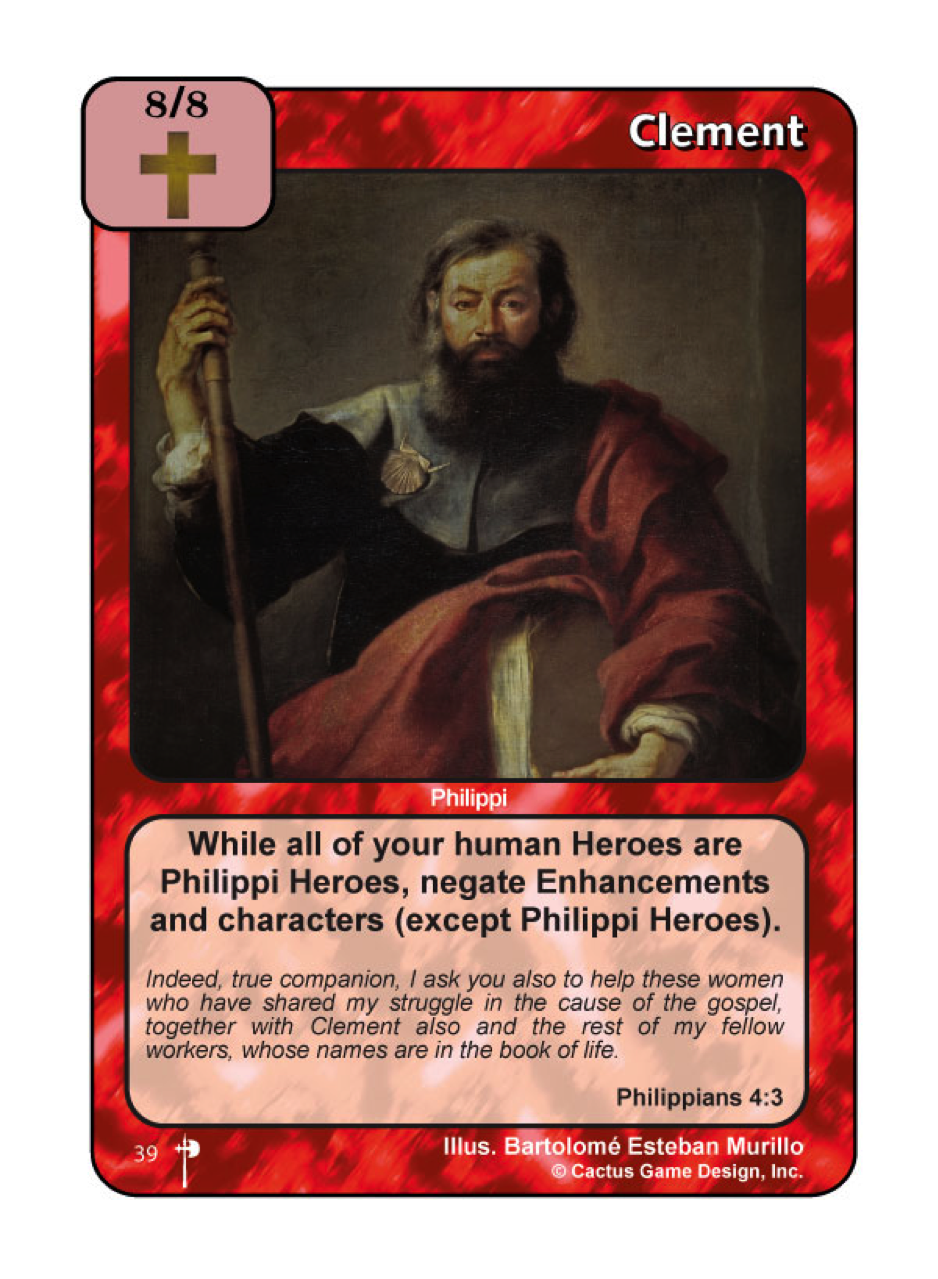 8/8
Clement
Philippi
While all of your human Heroes are
Philippi Heroes, negate Enhancements
and characters (except Philippi Heroes).
Indeed, true companion, I ask you also to help these women
who have shared my struggle in the cause of the gospel,
together with Clement also and the rest of my fellow
workers, whose names are in the book of life.
Philippians 4:3
39
Illus. Bartolomé Esteban Murillo
© Cactus Game Design, Inc.